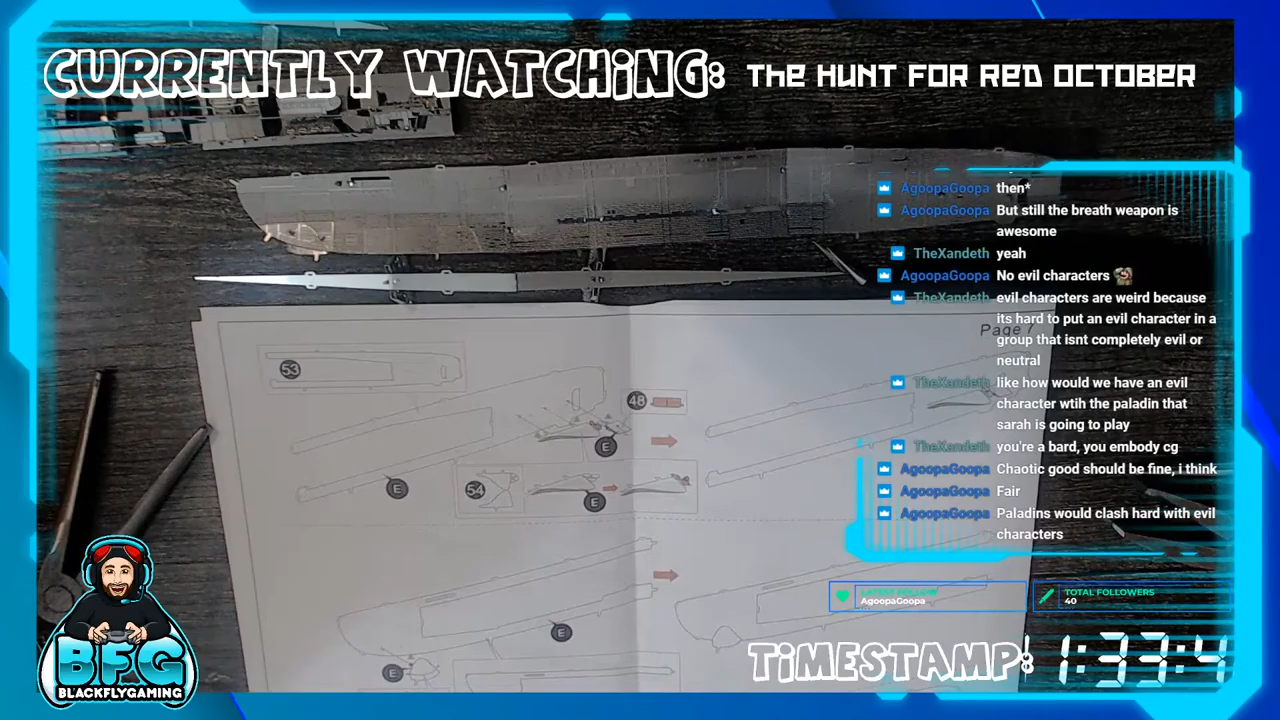 CURRENTLY WATCHING: THE HUNT FOR RED OCTOBER
AgoopaGoopa then*
AgoopaGoopa But still the breath weapon is
awesome
TheXandeth yeah
AgoopaGoopa No evil characters
TheXandeth evil characters are weird because
its hard to put an evil character in a
group that isnt completely evil or
neutral
TheXandeth like how would we have an evil
character wtih the paladin that
sarah is going to play
TheXandeth you're a bard, you embody cg
AgoopaGoopa Chaotic good should be fine, i think
AgoopaGoopa Fair
AgoopaGoopa Paladins would clash hard with evil
characters
Page 7
53
48
E
E
54
E
E
E
LATEST FOLLOW
AgoopaGoopa
TOTAL FOLLOWERS
40
TIMESTAMP: 1:33:4
BFG
BLACKFLYGAMING